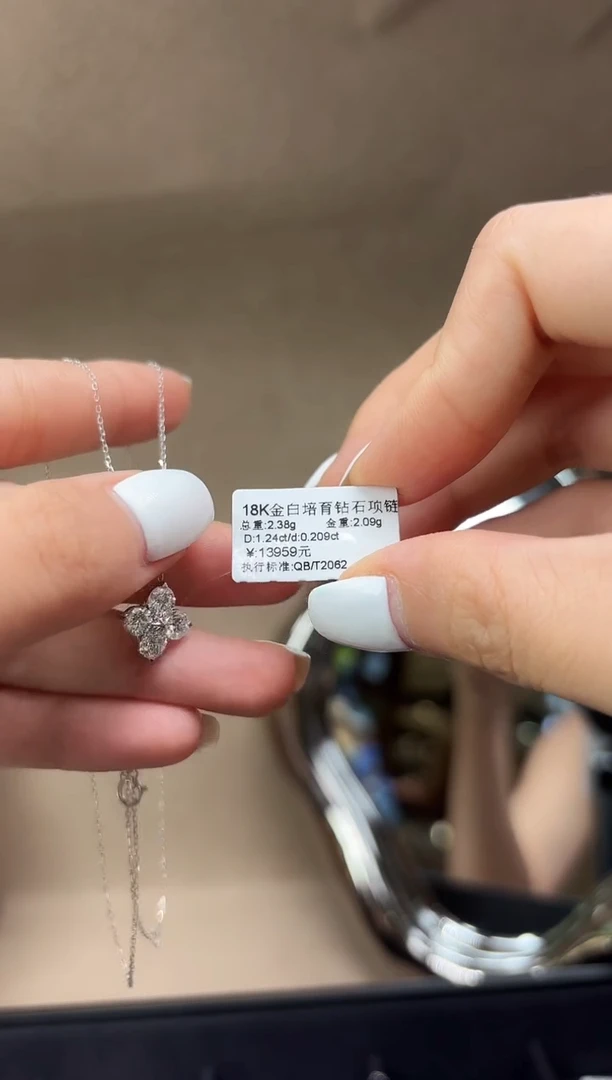 18K金白培育钻石项链
总重:2.38g 金重:2.09g
D:1.24ct/d:0.209ct
¥:13959元
执行标准:QB/T2062